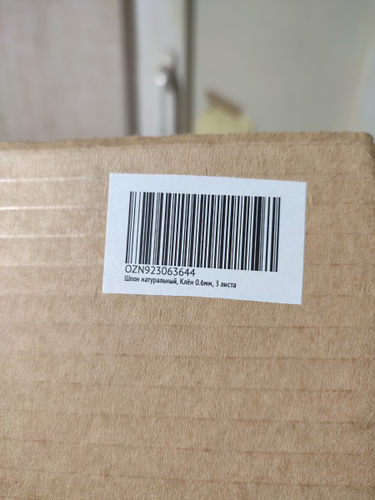 OZN923063644
Шпон натуральный, Клён 0.6мм, 3 листа